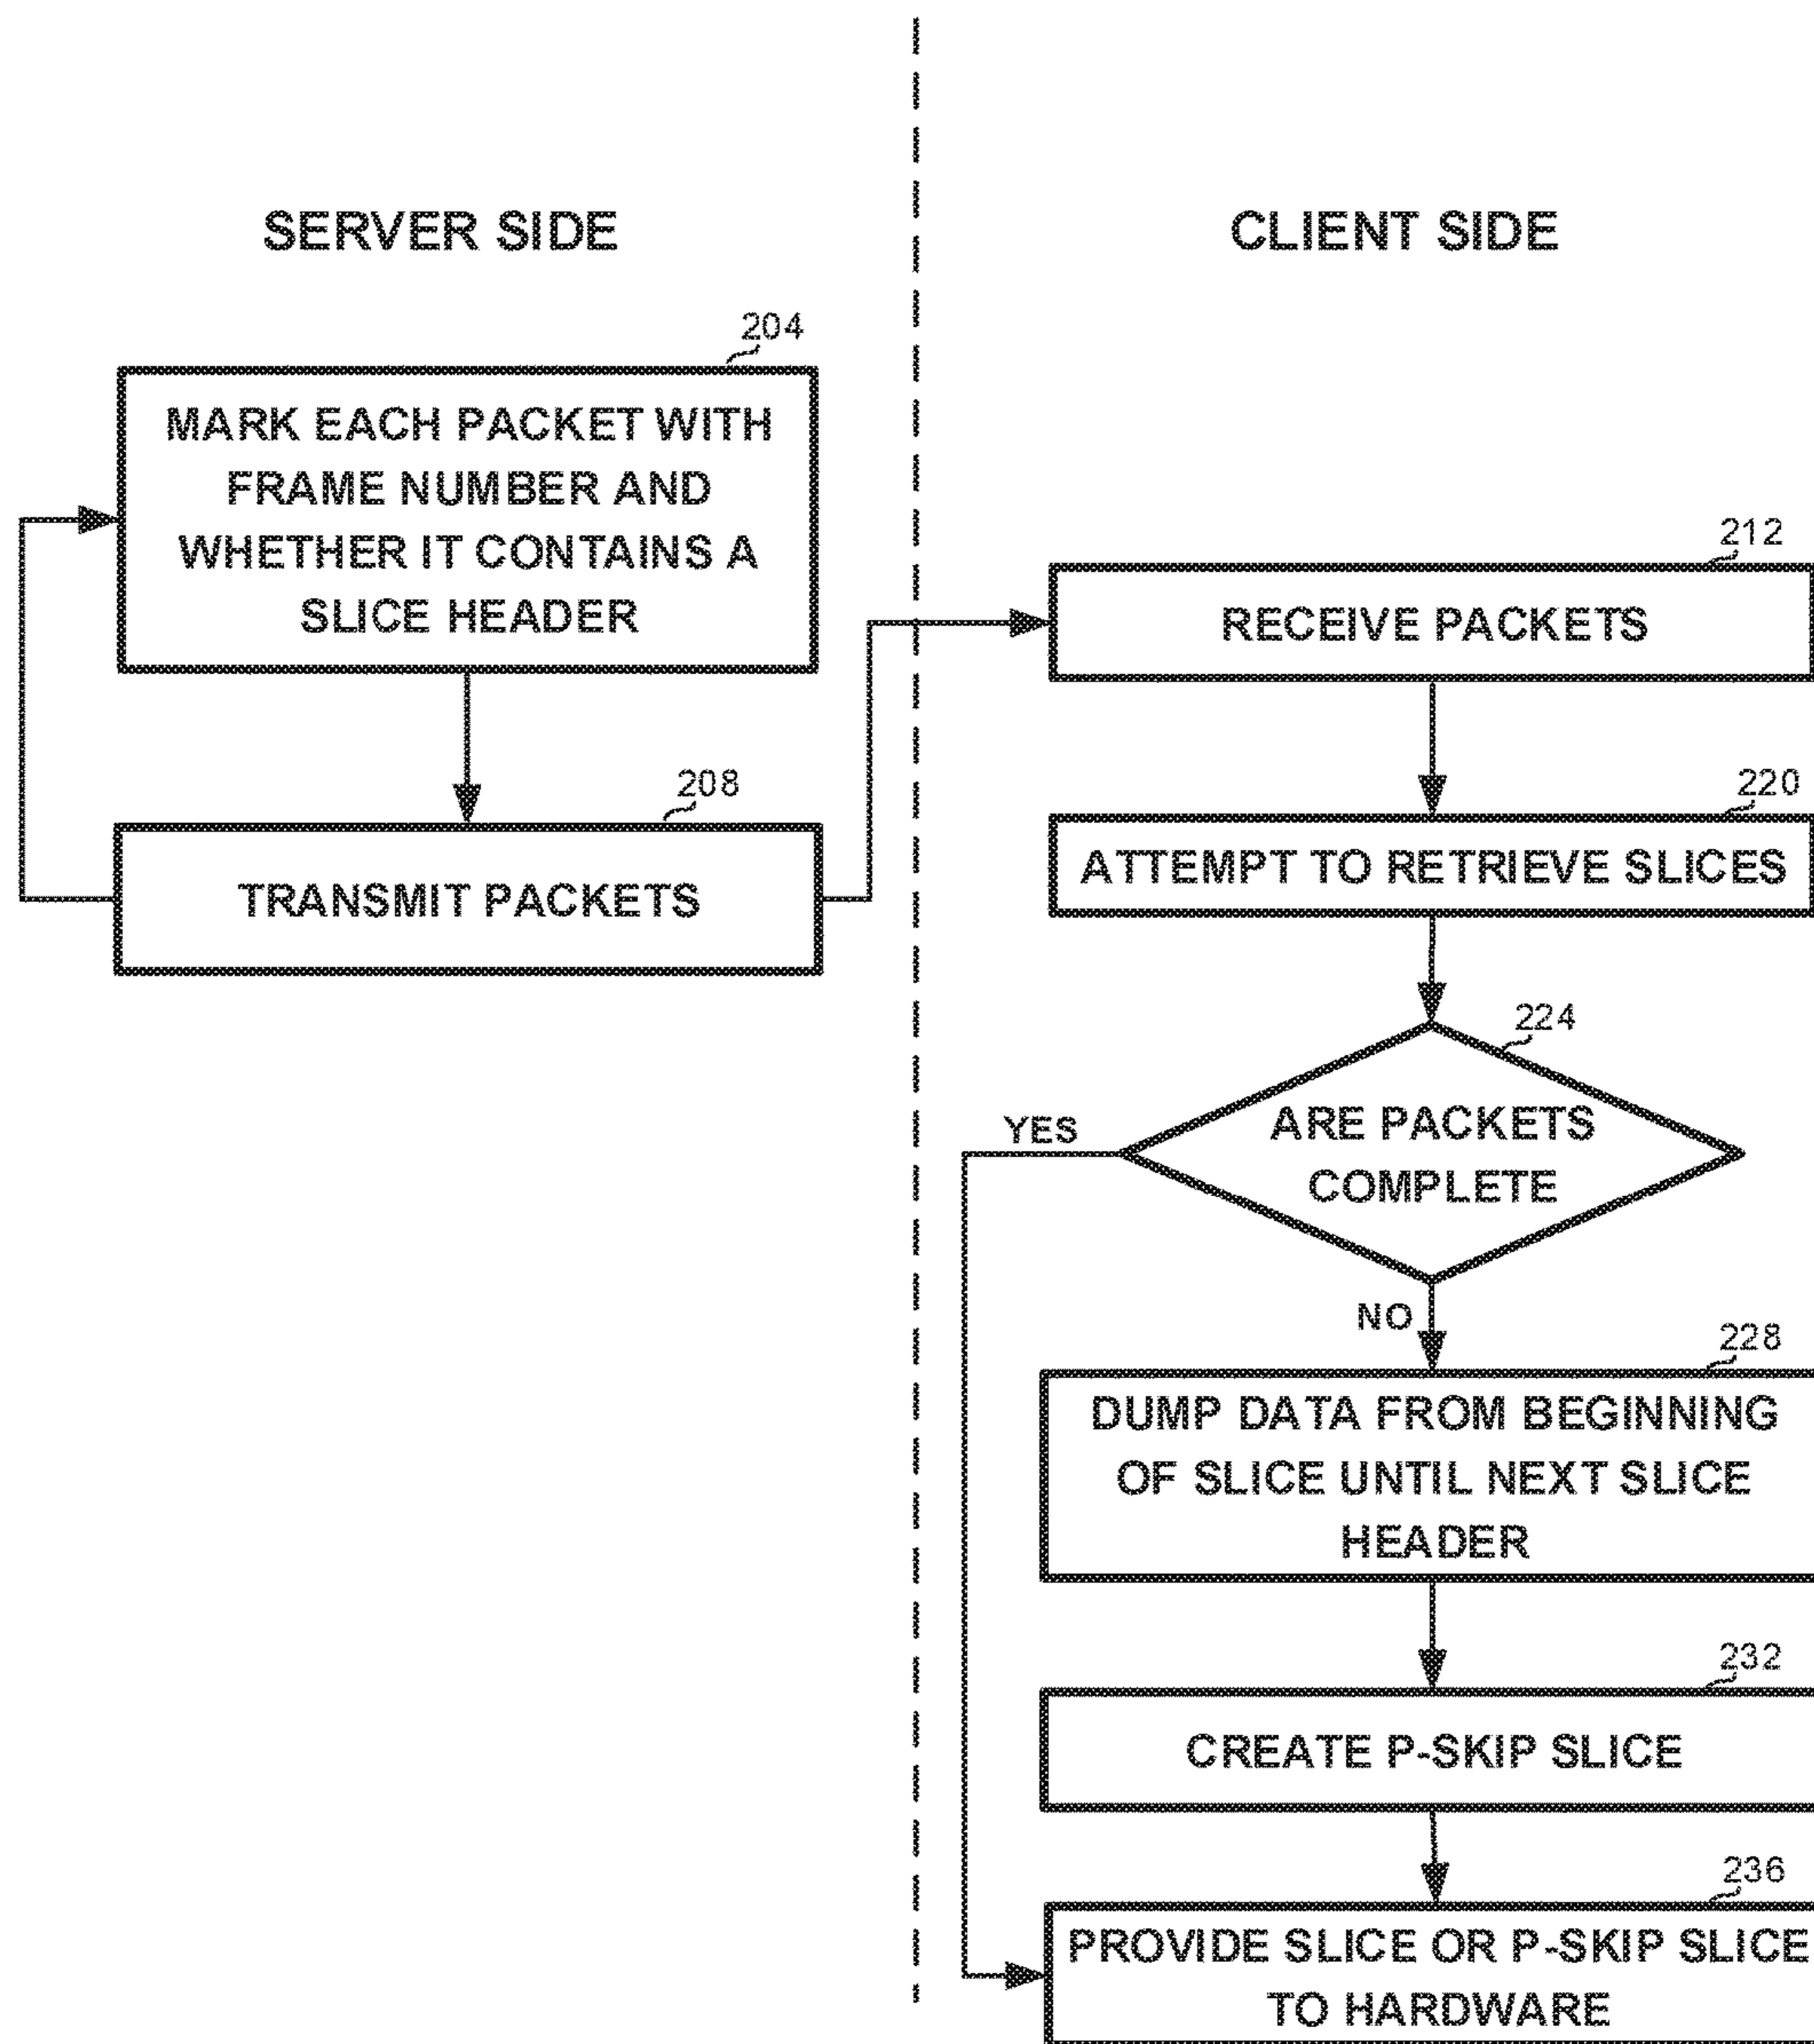 SERVER SIDE
204
MARK EACH PACKET WITH
FRAME NUMBER AND
WHETHER IT CONTAINS A
SLICE HEADER
208
TRANSMIT PACKETS
CLIENT SIDE
212
RECEIVE PACKETS
220
ATTEMPT TO RETRIEVE SLICES
224
ARE PACKETS
COMPLETE
YES
NO
228
DUMP DATA FROM BEGINNING
OF SLICE UNTIL NEXT SLICE
HEADER
232
CREATE P-SKIP SLICE
236
PROVIDE SLICE OR P-SKIP SLICE
TO HARDWARE